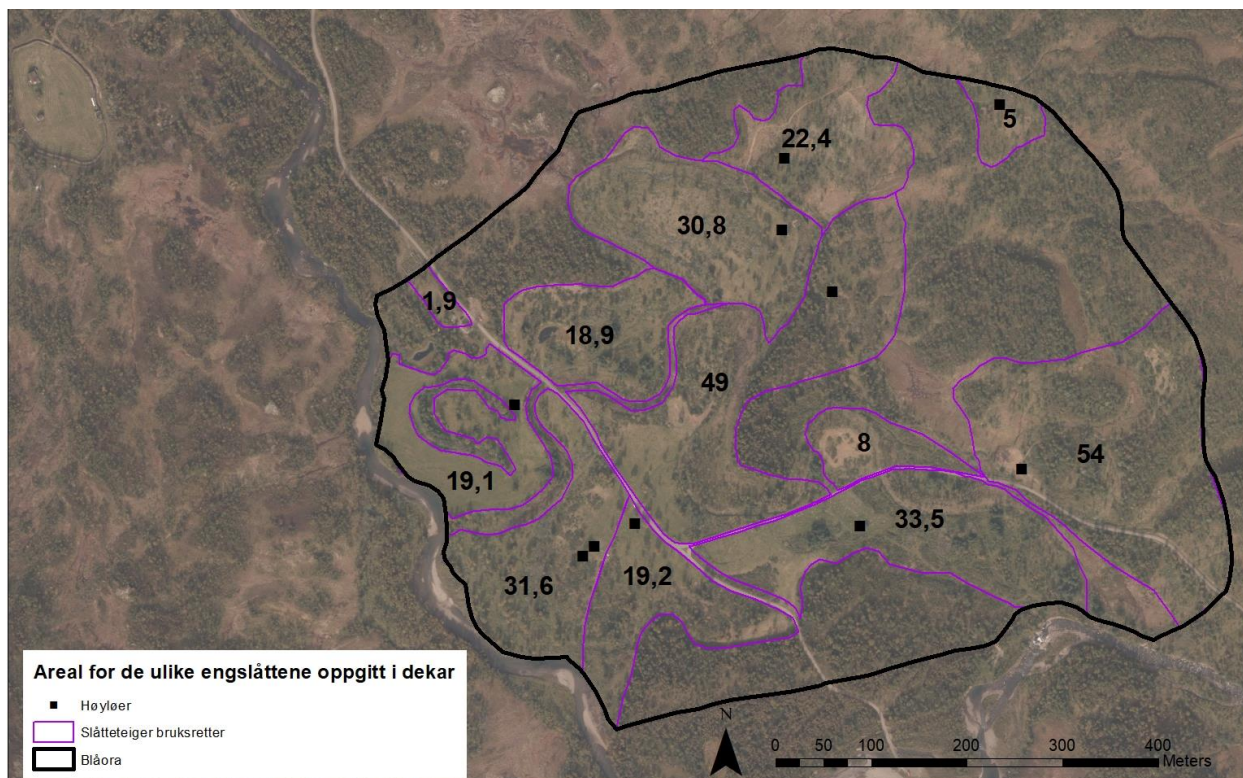 5
22,4
30,8
1,9
18,9
49
8
54
19,1
33,5
31,6
19,2
Areal for de ulike engslåttene oppgitt i dekar
Høyløer
Slåtteteiger bruksretter
Blåora
N
0 50 100 200 300 400
Meters